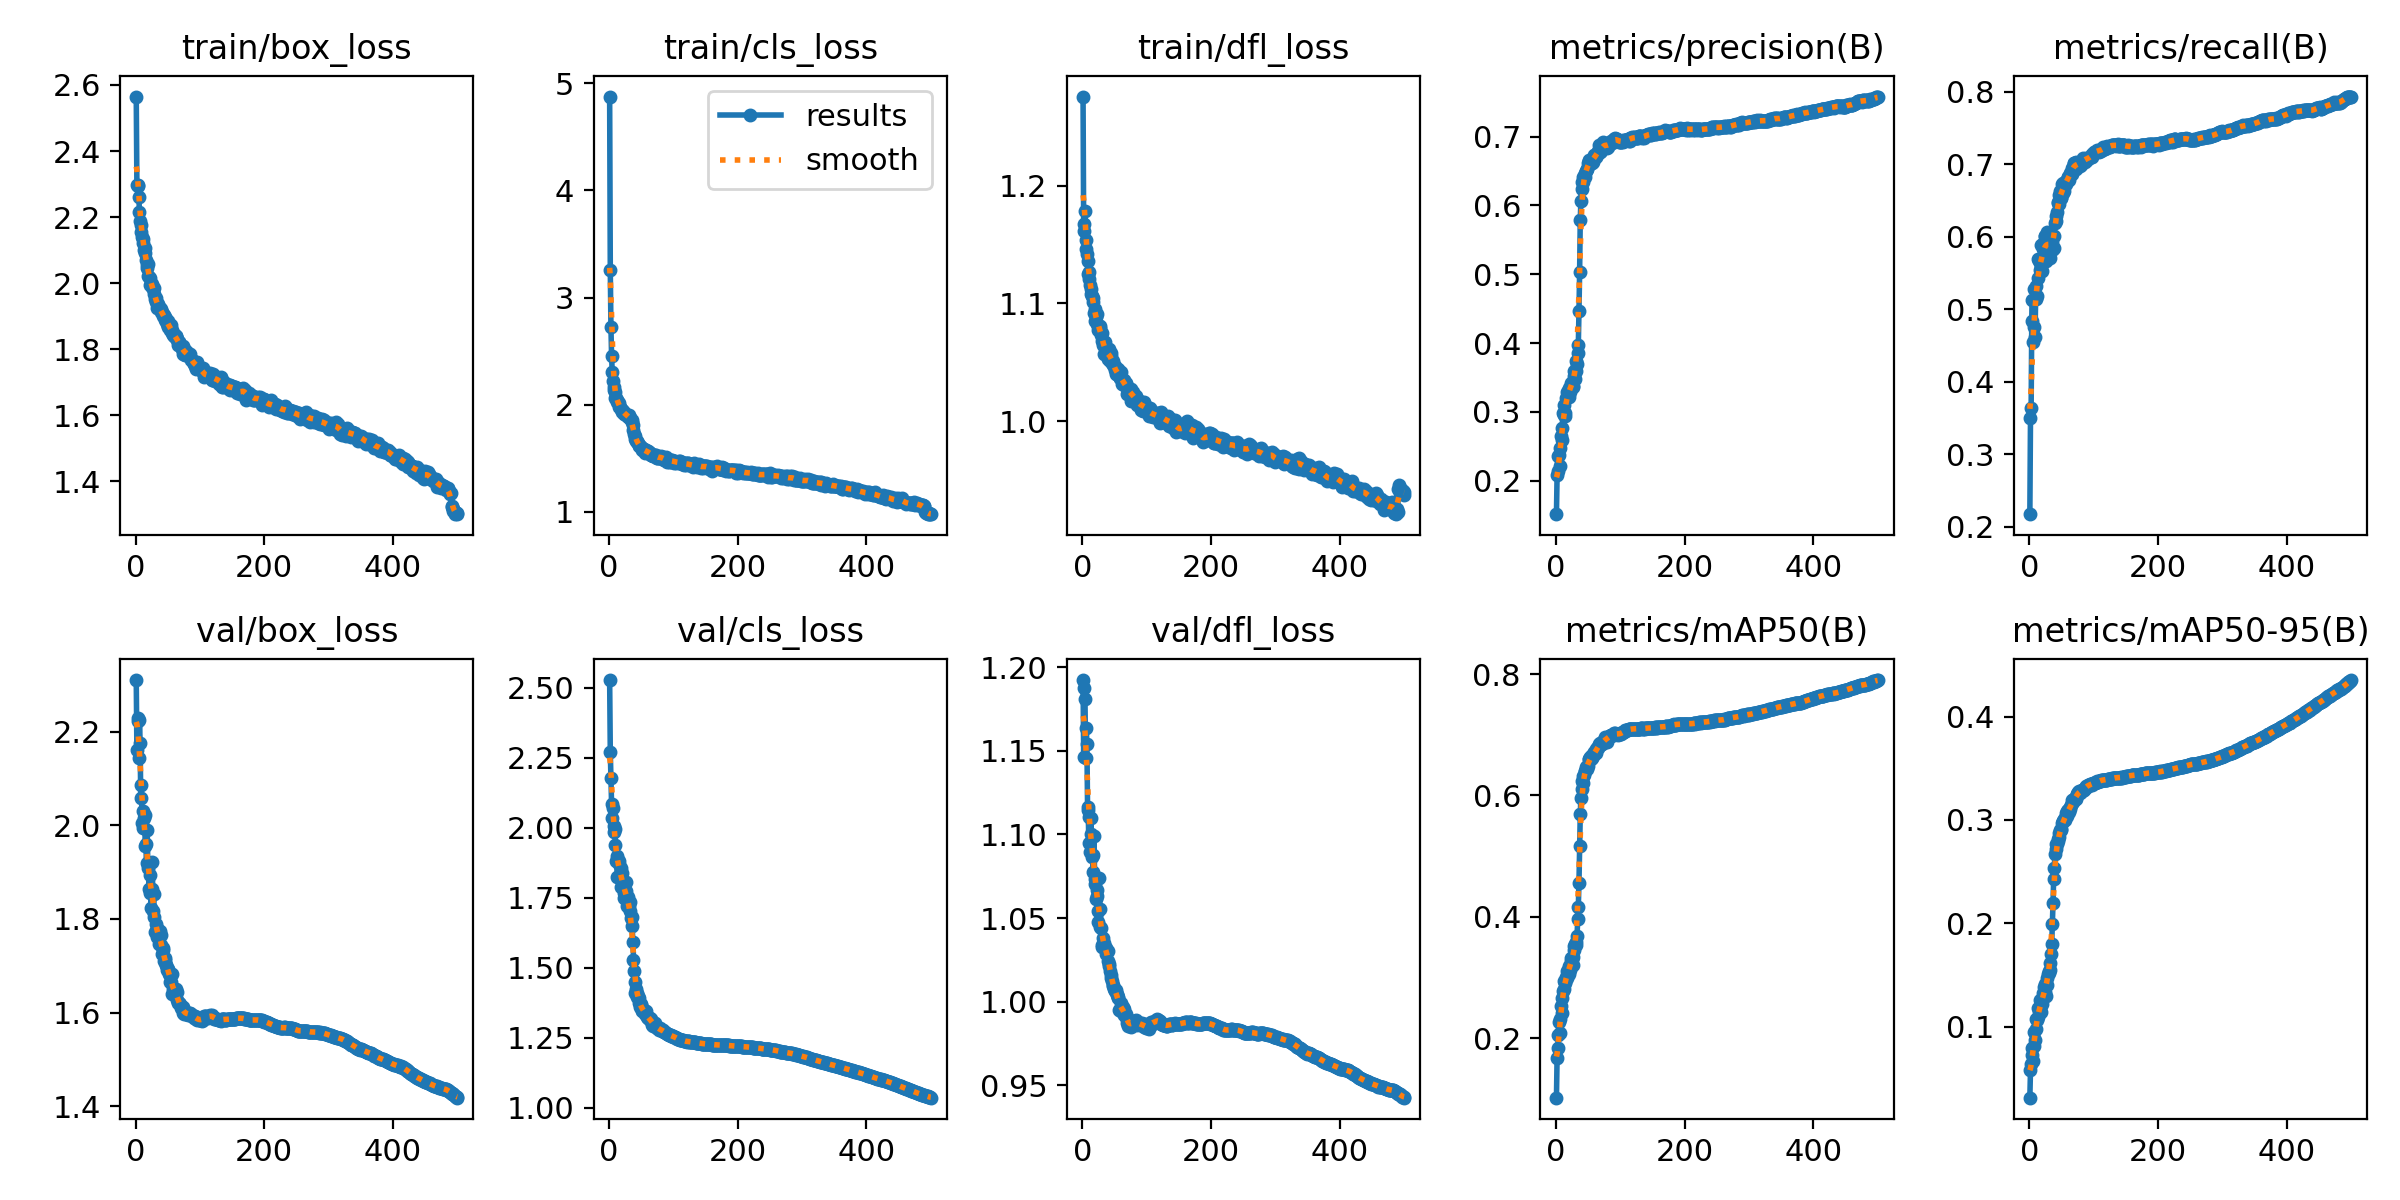 train/box_loss
2.6
2.4
2.2
2.0
1.8
1.6
1.4
0 200 400
train/cls_loss
results
smooth
5
4
3
2
1
0 200 400
train/dfl_loss
1.2
1.1
1.0
0 200 400
metrics/precision(B)
0.7
0.6
0.5
0.4
0.3
0.2
0 200 400
metrics/recall(B)
0.8
0.7
0.6
0.5
0.4
0.3
0.2
0 200 400
val/box_loss
2.2
2.0
1.8
1.6
1.4
0 200 400
val/cls_loss
2.50
2.25
2.00
1.75
1.50
1.25
1.00
0 200 400
val/dfl_loss
1.20
1.15
1.10
1.05
1.00
0.95
0 200 400
metrics/mAP50(B)
0.8
0.6
0.4
0.2
0 200 400
metrics/mAP50-95(B)
0.4
0.3
0.2
0.1
0 200 400